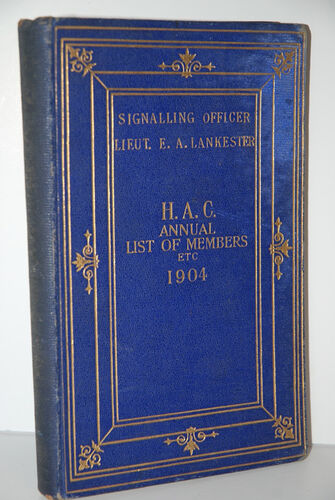 SIGNALLING OFFICER
LIEUT. E. A. LANKESTER
H. A. C.
ANNUAL
LIST OF MEMBERS
ETC
1904